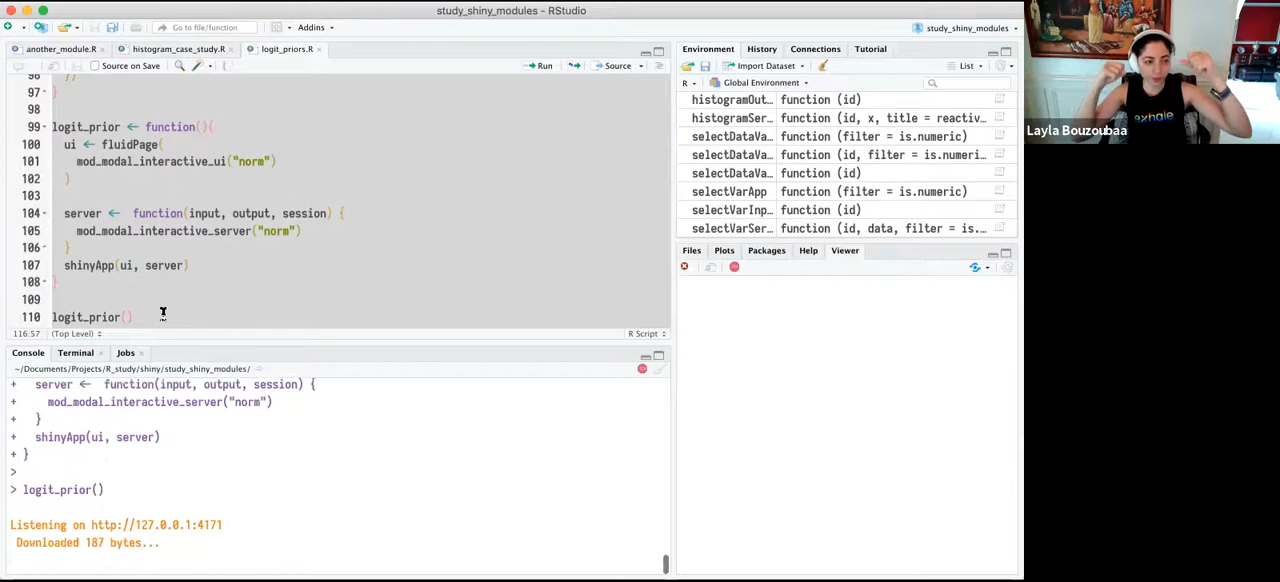 study_shiny_modules - RStudio
Go to file/function
Addins
study_shiny_modules
another_module.R
histogram_case_study.R
logit_priors.R
Source on Save
Run
Source
96 })
97 }
98
99 logit_prior ← function(){
100 ui ← fluidPage(
101 mod_modal_interactive_ui("norm")
102 )
103
104 server ← function(input, output, session) {
105 mod_modal_interactive_server("norm")
106 }
107 shinyApp(ui, server)
108 }
109
110 logit_prior()
116:57 (Top Level) R Script
Console Terminal Jobs
~/Documents/Projects/R_study/shiny/study_shiny_modules/
+ server ← function(input, output, session) {
+ mod_modal_interactive_server("norm")
+ }
+ shinyApp(ui, server)
+ }
>
> logit_prior()
Listening on http://127.0.0.1:4171
Downloaded 187 bytes...
Environment History Connections Tutorial
Import Dataset
List
R Global Environment
histogramOut… function (id)
histogramSer… function (id, x, title = reactiv…
selectDataVa… function (filter = is.numeric)
selectDataVa… function (id, filter = is.numeri…
selectDataVa… function (id)
selectVarApp function (filter = is.numeric)
selectVarInp… function (id)
selectVarSer… function (id, data, filter = is.…
Files Plots Packages Help Viewer
Layla Bouzoubaa
exhale